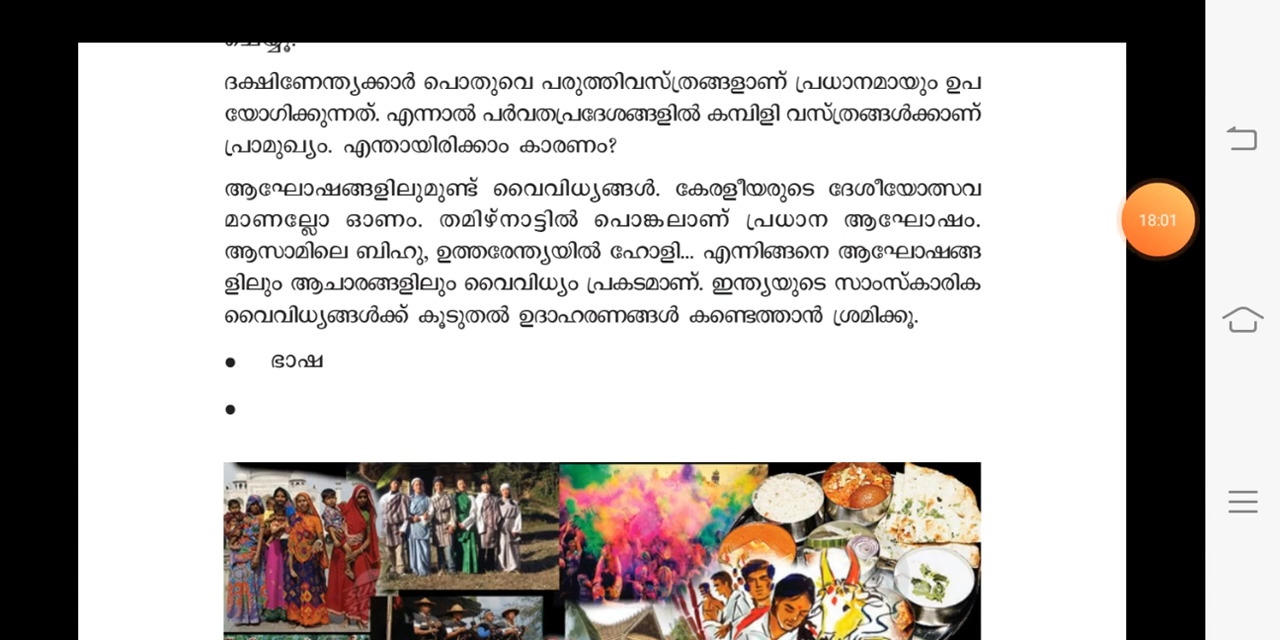 ചെയ്യൂ.
ദക്ഷിണേന്ത്യക്കാർ പൊതുവെ പരുത്തിവസ്ത്രങ്ങളാണ് പ്രധാനമായും ഉപ
യോഗിക്കുന്നത്. എന്നാൽ പർവതപ്രദേശങ്ങളിൽ കമ്പിളി വസ്ത്രങ്ങൾക്കാണ്
പ്രാമുഖ്യം. എന്തായിരിക്കാം കാരണം?
ആഘോഷങ്ങളിലുമുണ്ട് വൈവിധ്യങ്ങൾ. കേരളീയരുടെ ദേശീയോത്സവ
മാണല്ലോ ഓണം. തമിഴ്നാട്ടിൽ പൊങ്കലാണ് പ്രധാന ആഘോഷം.
ആസാമിലെ ബിഹു, ഉത്തരേന്ത്യയിൽ ഹോളി... എന്നിങ്ങനെ ആഘോഷങ്ങ
ളിലും ആചാരങ്ങളിലും വൈവിധ്യം പ്രകടമാണ്. ഇന്ത്യയുടെ സാംസ്കാരിക
വൈവിധ്യങ്ങൾക്ക് കൂടുതൽ ഉദാഹരണങ്ങൾ കണ്ടെത്താൻ ശ്രമിക്കൂ.
● ഭാഷ
●
18:01